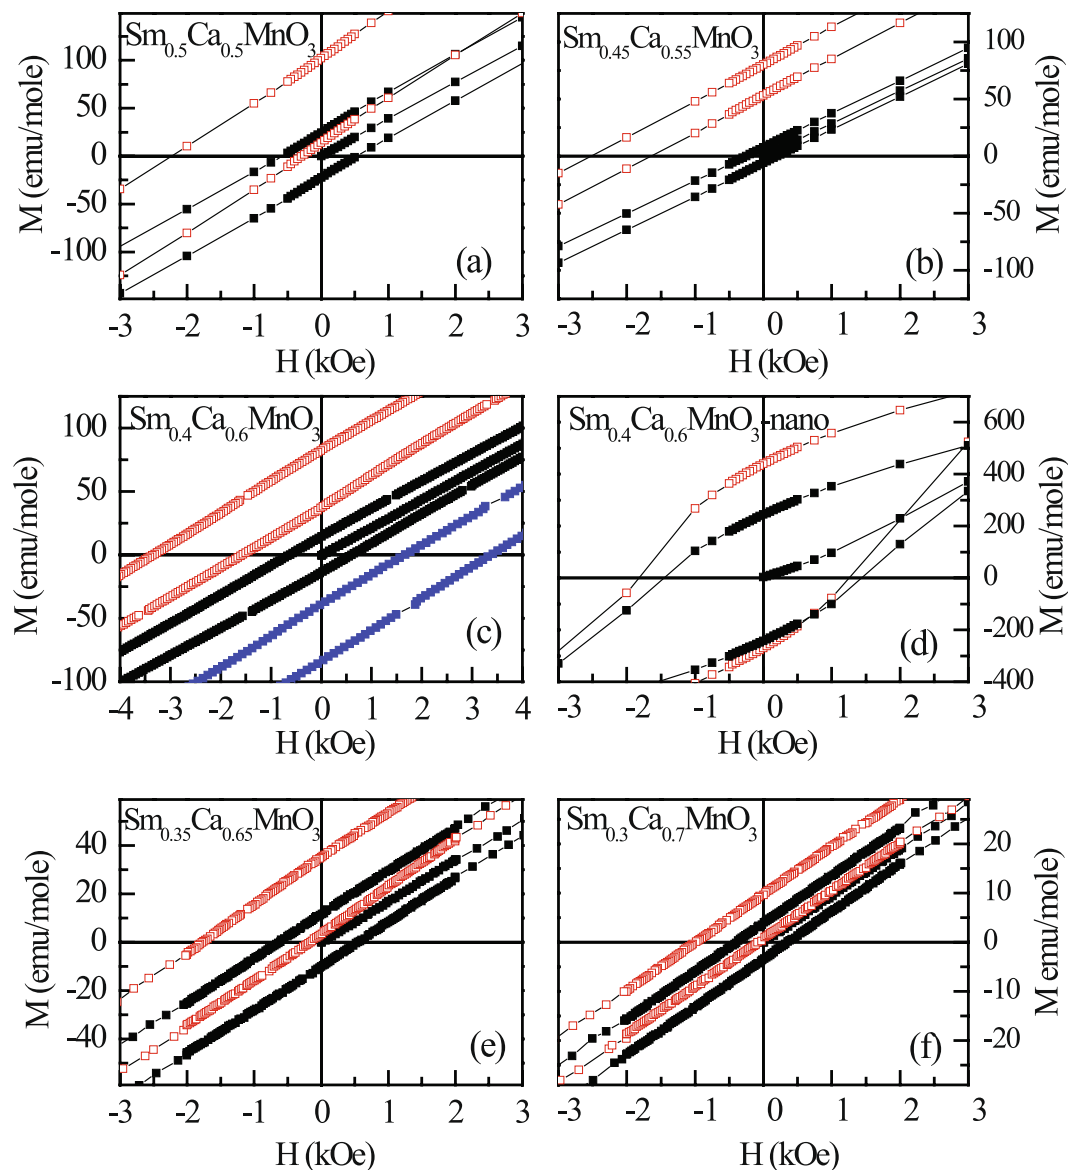 Sm0.5Ca0.5MnO3
M (emu/mole)
100
50
0
-50
-100
(a)
-3 -2 -1 0 1 2 3
H (kOe)
Sm0.45Ca0.55MnO3
M (emu/mole)
100
50
0
-50
-100
(b)
-3 -2 -1 0 1 2 3
H (kOe)
Sm0.4Ca0.6MnO3
M (emu/mole)
100
50
0
-50
-100
(c)
-4 -3 -2 -1 0 1 2 3 4
H (kOe)
Sm0.4Ca0.6MnO3-nano
M (emu/mole)
600
400
200
0
-200
-400
(d)
-3 -2 -1 0 1 2 3
H (kOe)
Sm0.35Ca0.65MnO3
M (emu/mole)
40
20
0
-20
-40
(e)
-3 -2 -1 0 1 2 3
H (kOe)
Sm0.3Ca0.7MnO3
M emu/mole)
20
10
0
-10
-20
(f)
-3 -2 -1 0 1 2 3
H (kOe)